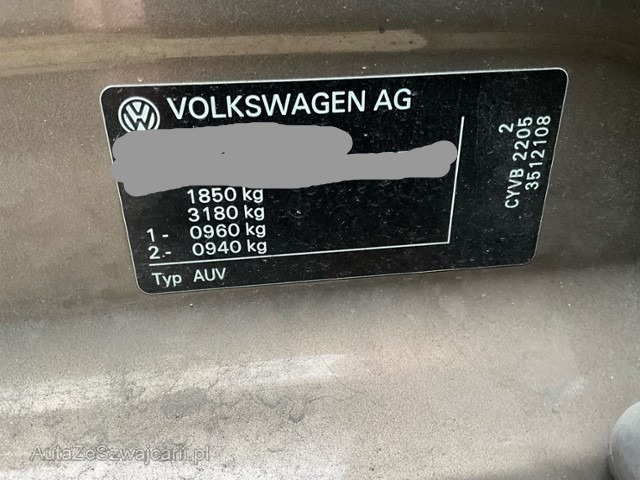 VOLKSWAGEN AG
1850 kg
3180 kg
1 - 0960 kg
2.- 0940 kg
Typ AUV
2
CYVB 2205
3512108
AutaZeSzwajcarii.pl